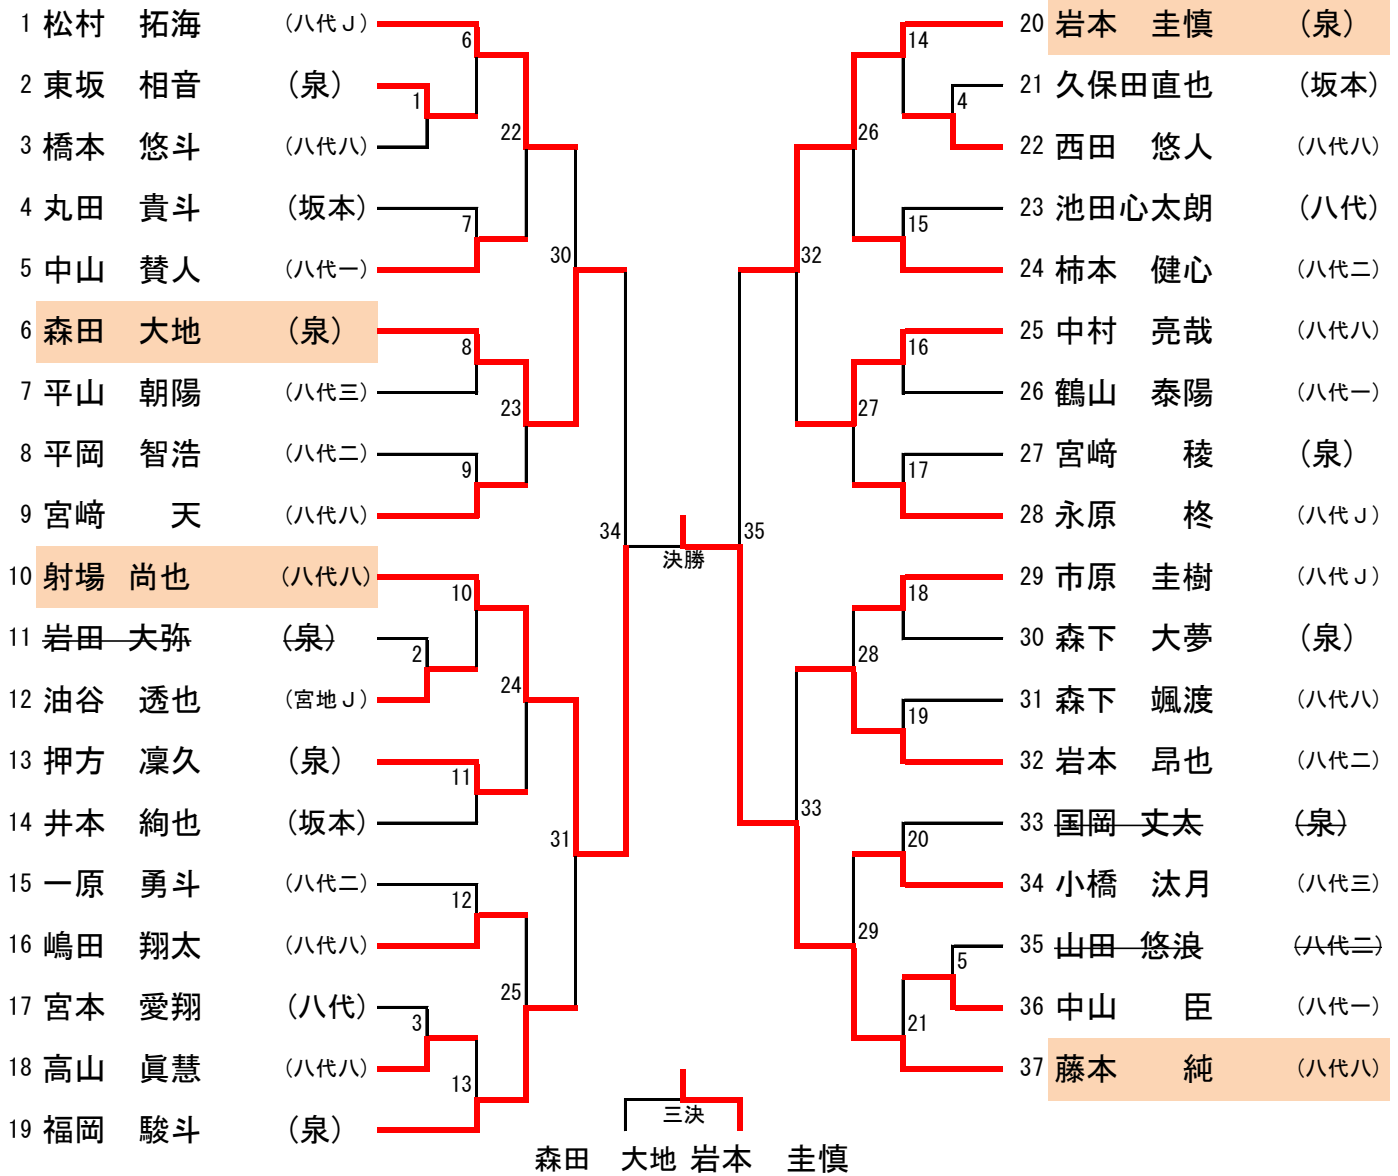 1 松村　拓海 （八代Ｊ）
2 東坂　相音 （泉）
3 橋本　悠斗 （八代八）
4 丸田　貴斗 （坂本）
5 中山　賛人 （八代一）
6 森田　大地 （泉）
7 平山　朝陽 （八代三）
8 平岡　智浩 （八代二）
9 宮﨑　天 （八代八）
10 射場　尚也 （八代八）
11 岩田　大弥 （泉）
12 油谷　透也 （宮地Ｊ）
13 押方　凜久 （泉）
14 井本　絢也 （坂本）
15 一原　勇斗 （八代二）
16 嶋田　翔太 （八代八）
17 宮本　愛翔 （八代）
18 高山　眞慧 （八代八）
19 福岡　駿斗 （泉）
6
1
7
8
9
10
2
11
12
3
13
22
23
24
25
30
31
34
決勝
35
三決
森田　大地 岩本　圭慎
32
33
26
27
28
29
14
4
15
16
17
18
19
20
5
21
20 岩本　圭慎 （泉）
21 久保田直也 （坂本）
22 西田　悠人 （八代八）
23 池田心太朗 （八代）
24 柿本　健心 （八代二）
25 中村　亮哉 （八代八）
26 鶴山　泰陽 （八代一）
27 宮﨑　稜 （泉）
28 永原　柊 （八代Ｊ）
29 市原　圭樹 （八代Ｊ）
30 森下　大夢 （泉）
31 森下　颯渡 （八代八）
32 岩本　昂也 （八代二）
33 国岡　丈太 （泉）
34 小橋　汰月 （八代三）
35 山田　悠浪 （八代二）
36 中山　臣 （八代一）
37 藤本　純 （八代八）